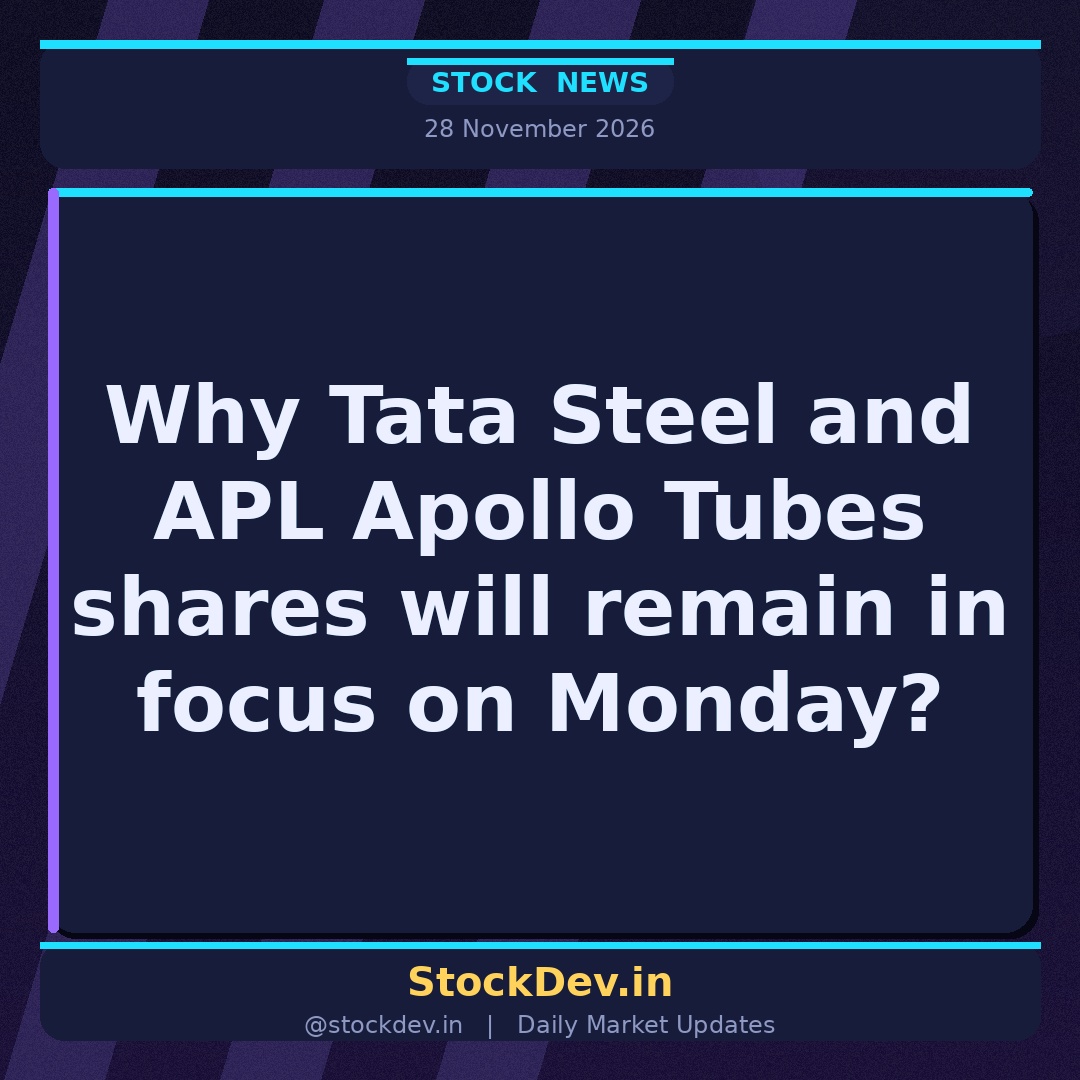 STOCK NEWS
28 November 2026
Why Tata Steel and
APL Apollo Tubes
shares will remain in
focus on Monday?
StockDev.in
@stockdev.in | Daily Market Updates